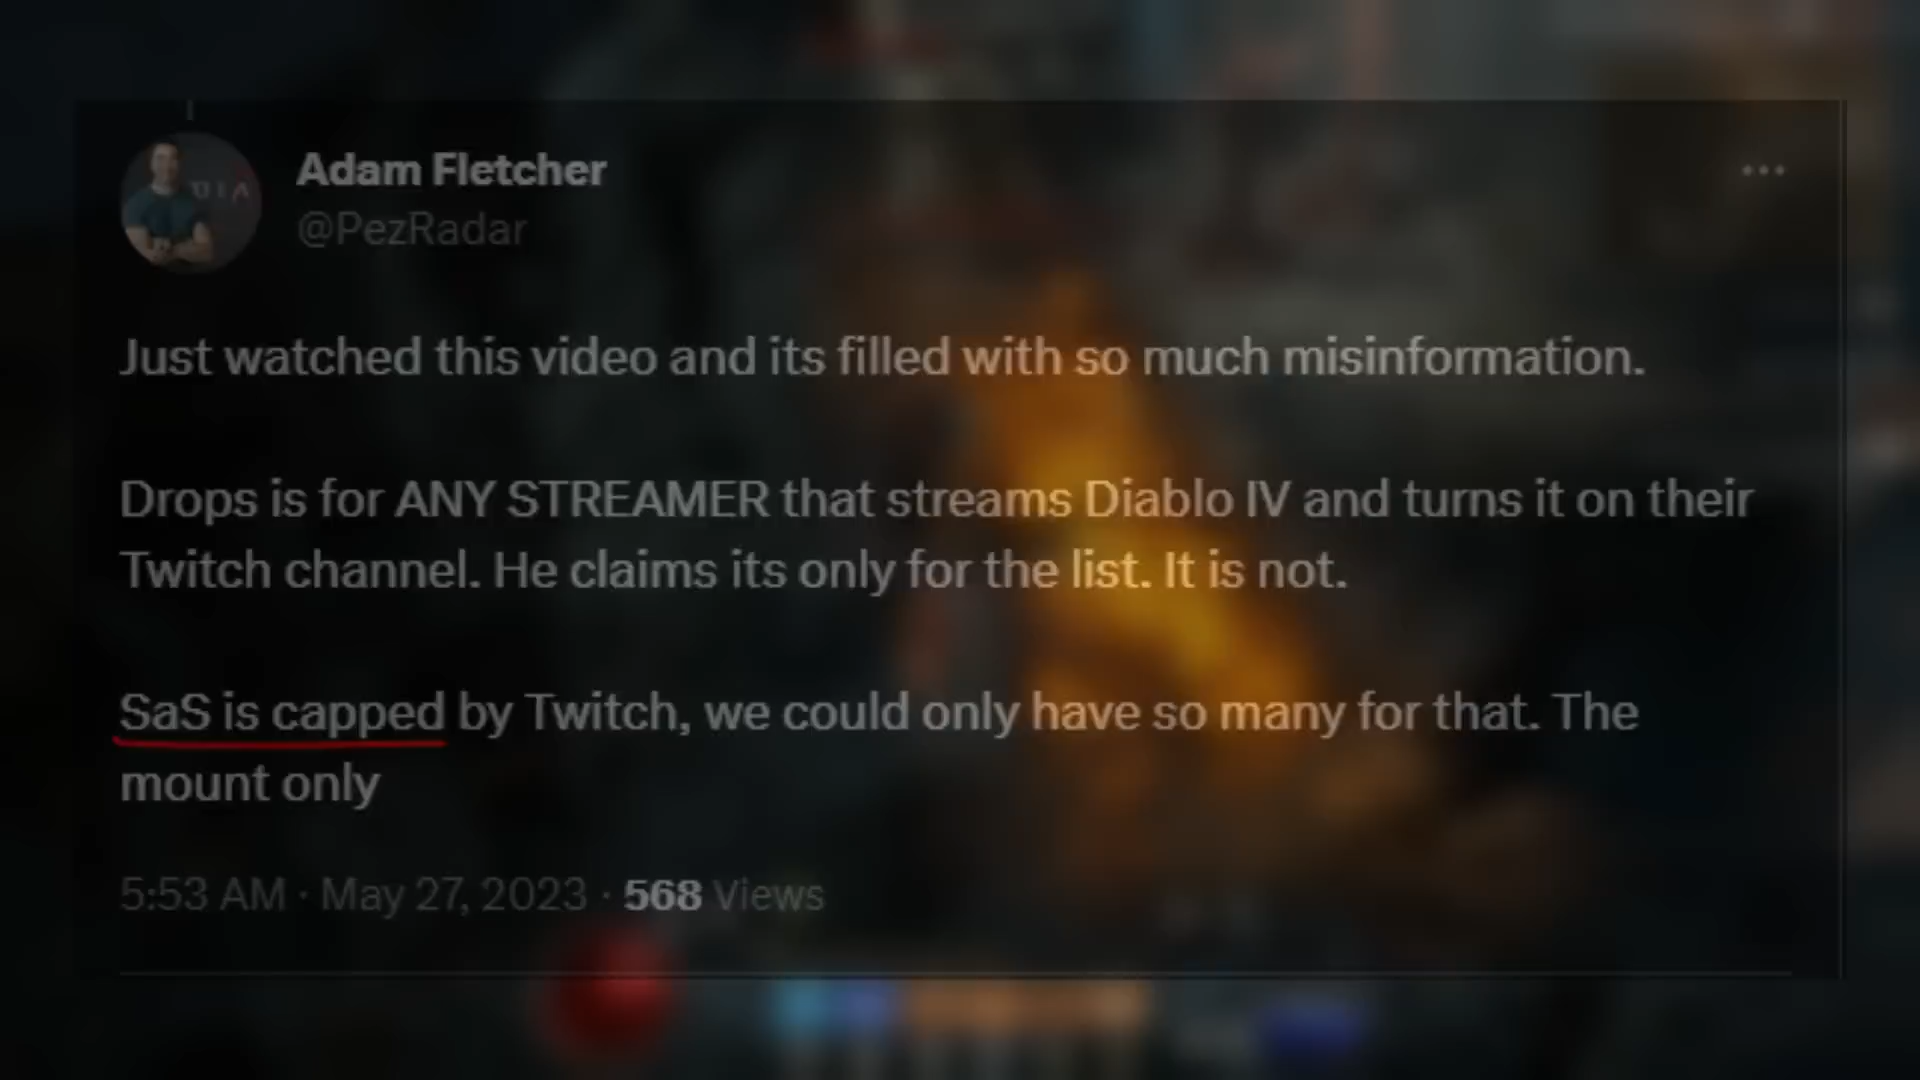 Adam Fletcher
@PezRadar
Just watched this video and its filled with so much misinformation.
Drops is for ANY STREAMER that streams Diablo IV and turns it on their
Twitch channel. He claims its only for the list. It is not.
SaS is capped by Twitch, we could only have so many for that. The
mount only
5:53 AM · May 27, 2023 · 568 Views